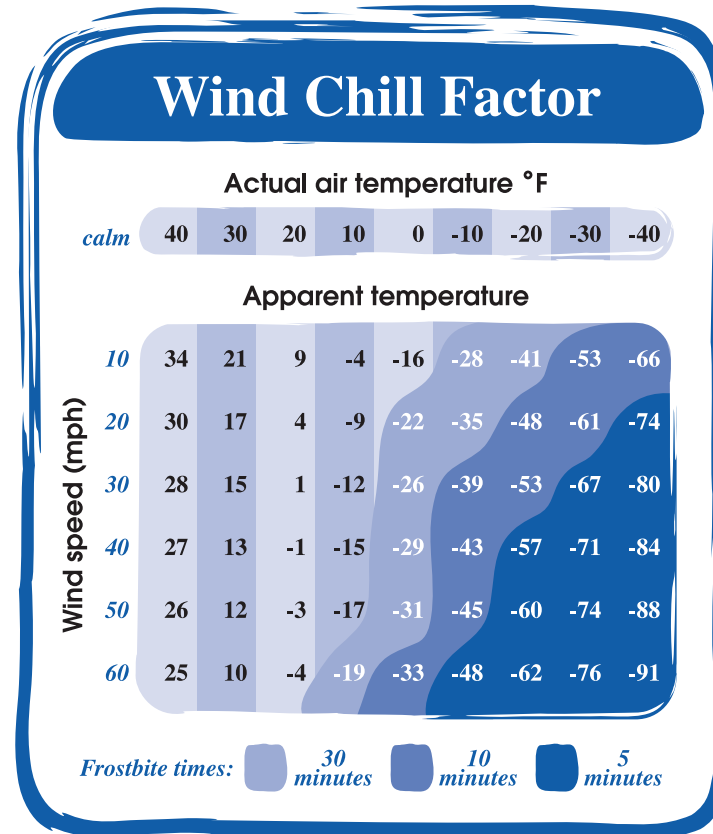 Wind Chill Factor
Actual air temperature °F
calm 40 30 20 10 0 -10 -20 -30 -40
Apparent temperature
Wind speed (mph)
10 34 21 9 -4 -16 -28 -41 -53 -66
20 30 17 4 -9 -22 -35 -48 -61 -74
30 28 15 1 -12 -26 -39 -53 -67 -80
40 27 13 -1 -15 -29 -43 -57 -71 -84
50 26 12 -3 -17 -31 -45 -60 -74 -88
60 25 10 -4 -19 -33 -48 -62 -76 -91
Frostbite times: 30 minutes 10 minutes 5 minutes